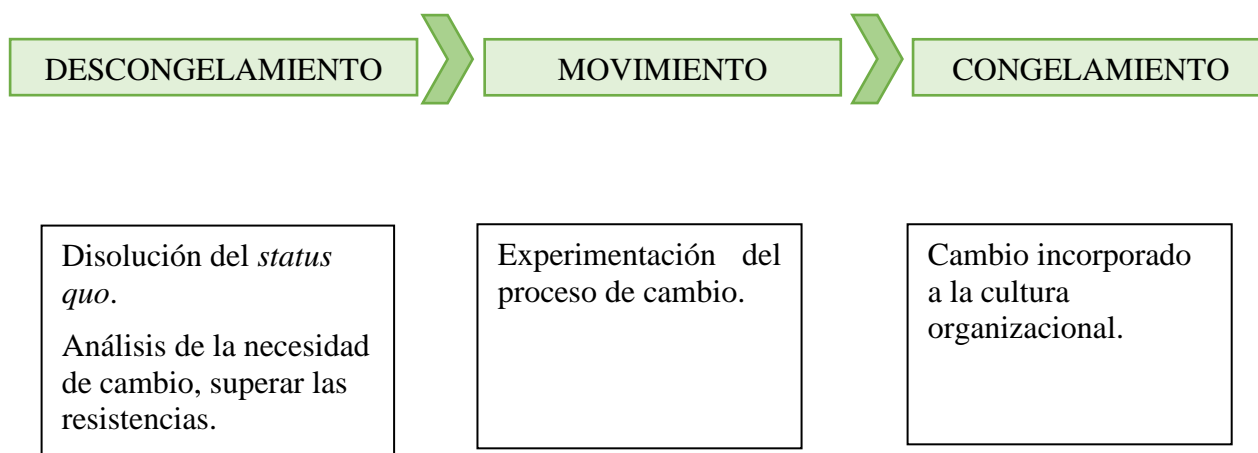 DESCONGELAMIENTO
MOVIMIENTO
CONGELAMIENTO
Disolución del status
quo.
Análisis de la necesidad
de cambio, superar las
resistencias.
Experimentación del
proceso de cambio.
Cambio incorporado
a la cultura
organizacional.